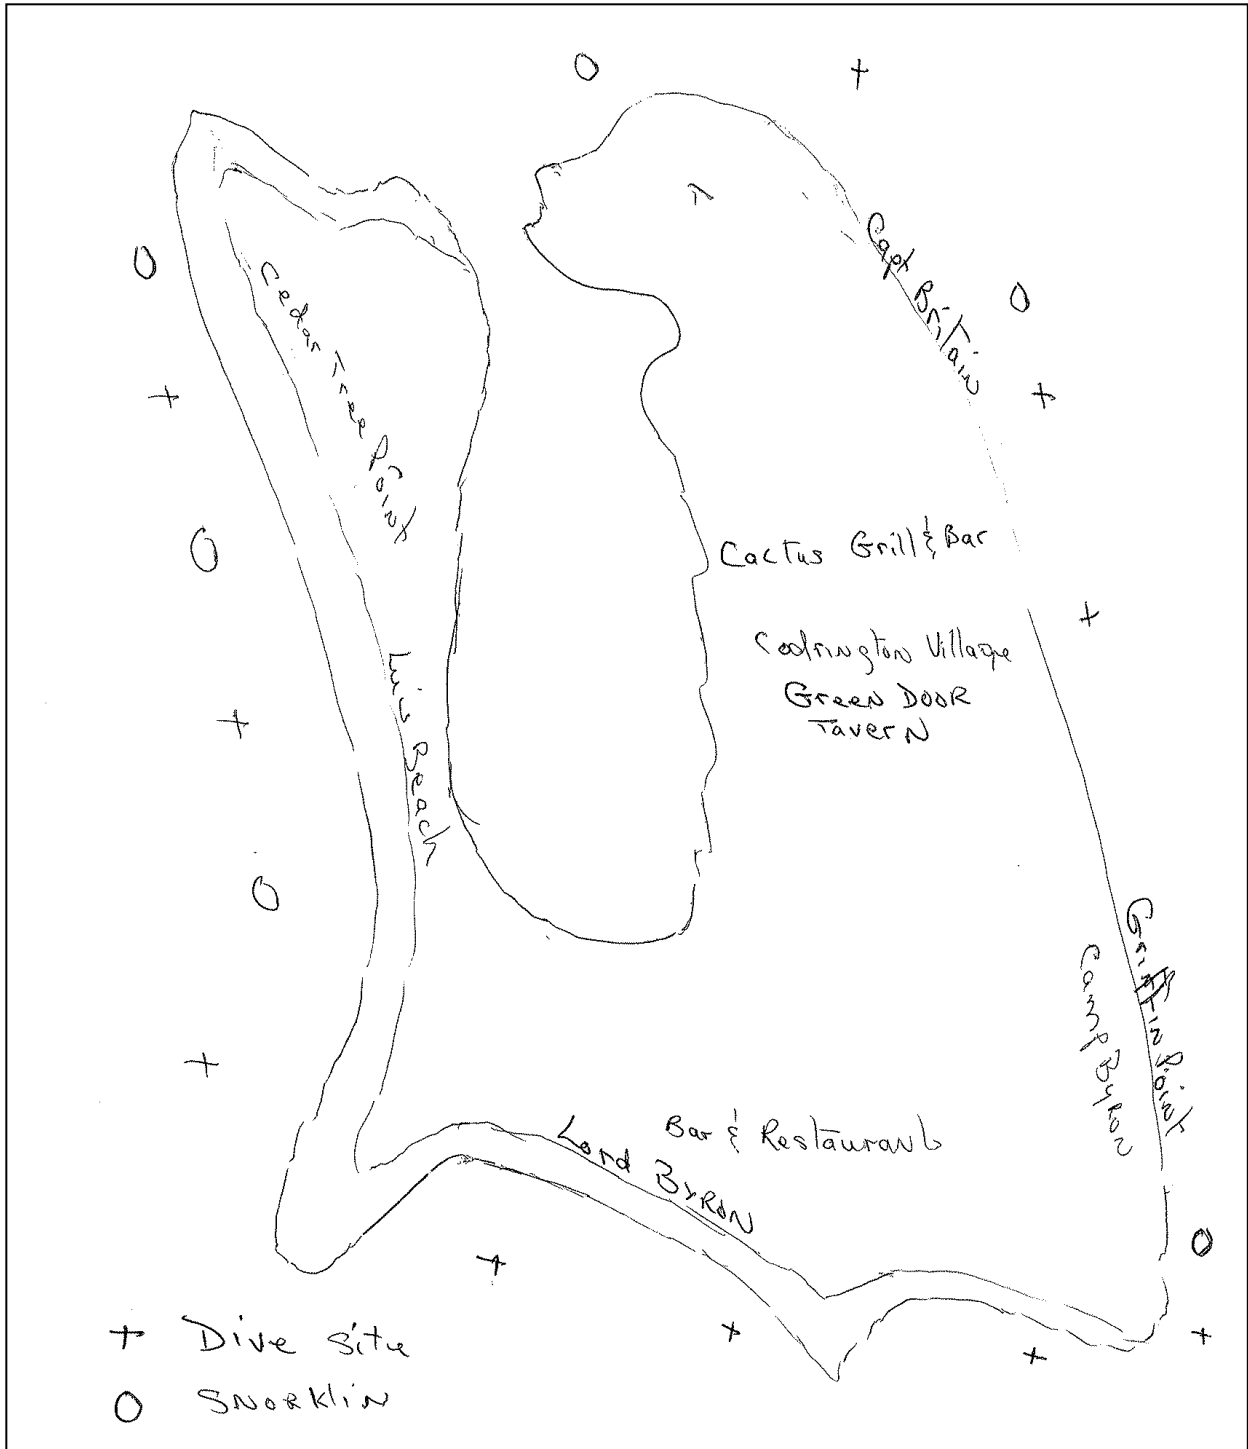 Capt Britain
Cedar Tree Point
Cactus Grill & Bar
Codrington Village
Green Door
Tavern
Luis Beach
Griffin Point
Camp Byron
Bar & Restaurant
Lord Byron
+ Dive site
O Snorklin